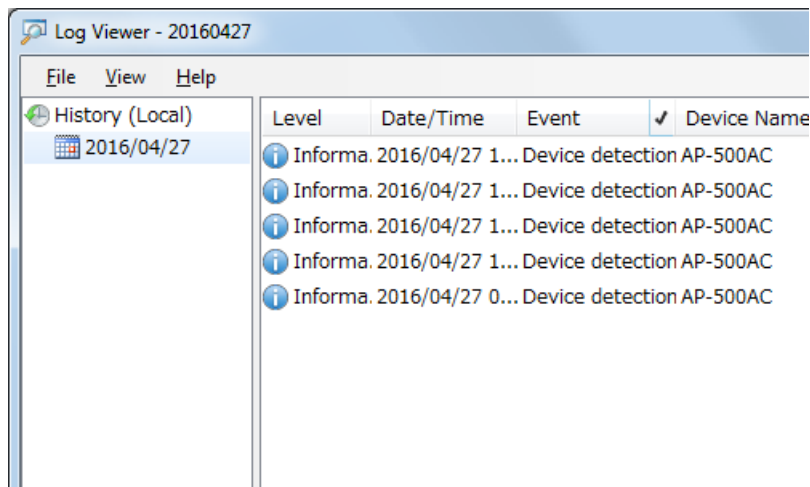 Log Viewer - 20160427
File View Help
History (Local)
2016/04/27
Level Date/Time Event ✓ Device Name
Informa. 2016/04/27 1... Device detection AP-500AC
Informa. 2016/04/27 1... Device detection AP-500AC
Informa. 2016/04/27 1... Device detection AP-500AC
Informa. 2016/04/27 1... Device detection AP-500AC
Informa. 2016/04/27 0... Device detection AP-500AC